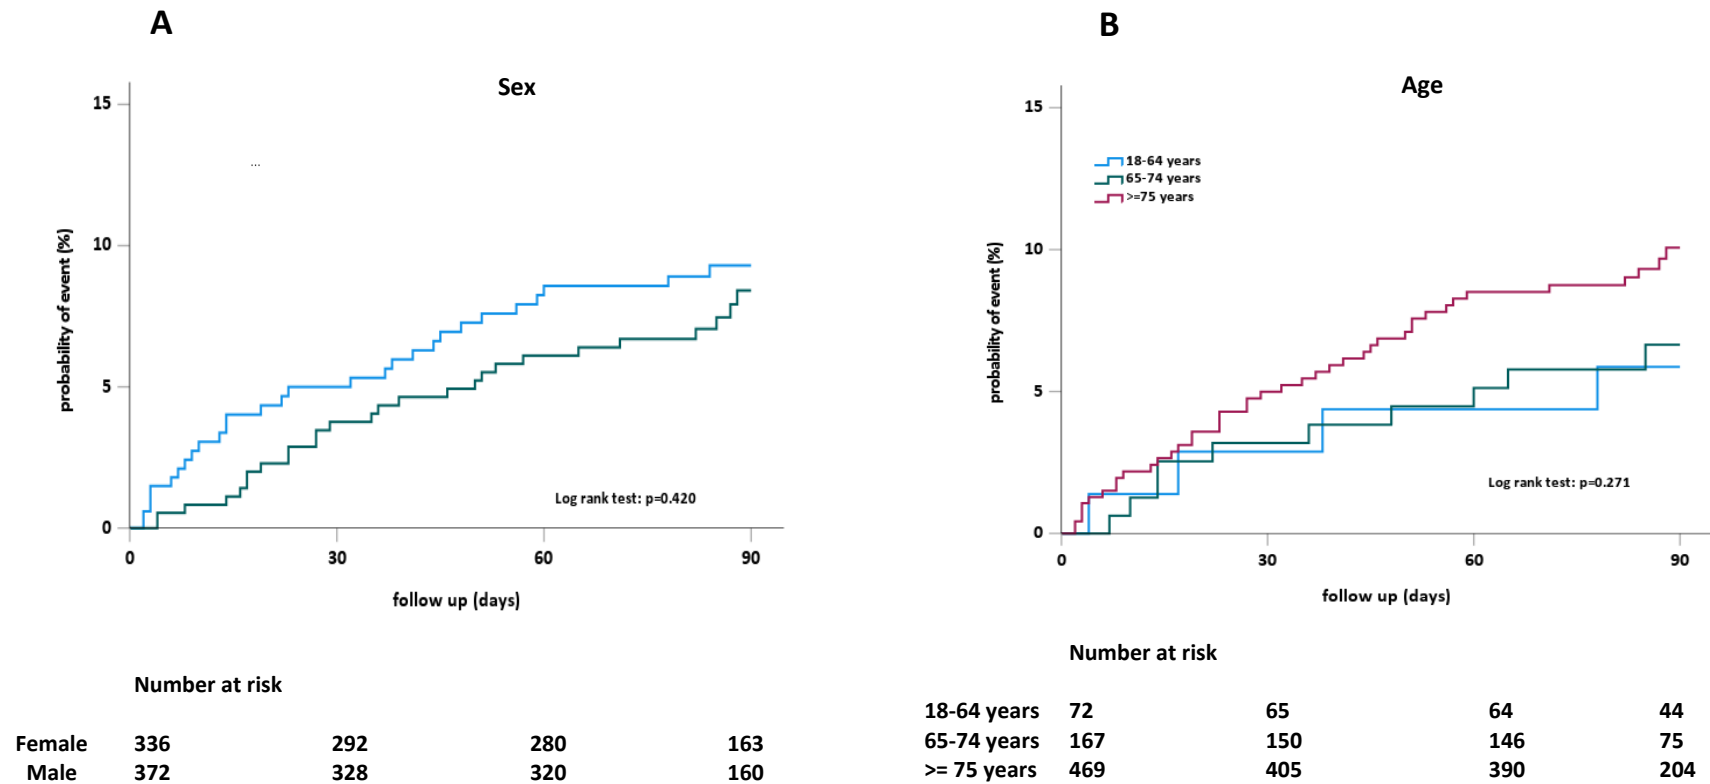 A
Sex
15
10
5
0
...
probability of event (%)
Log rank test: p=0.420
0 30 60 90
follow up (days)
Number at risk
Female 336 292 280 163
Male 372 328 320 160
B
Age
15
10
5
0
18-64 years
65-74 years
>=75 years
probability of event (%)
Log rank test: p=0.271
0 30 60 90
follow up (days)
Number at risk
18-64 years 72 65 64 44
65-74 years 167 150 146 75
>= 75 years 469 405 390 204